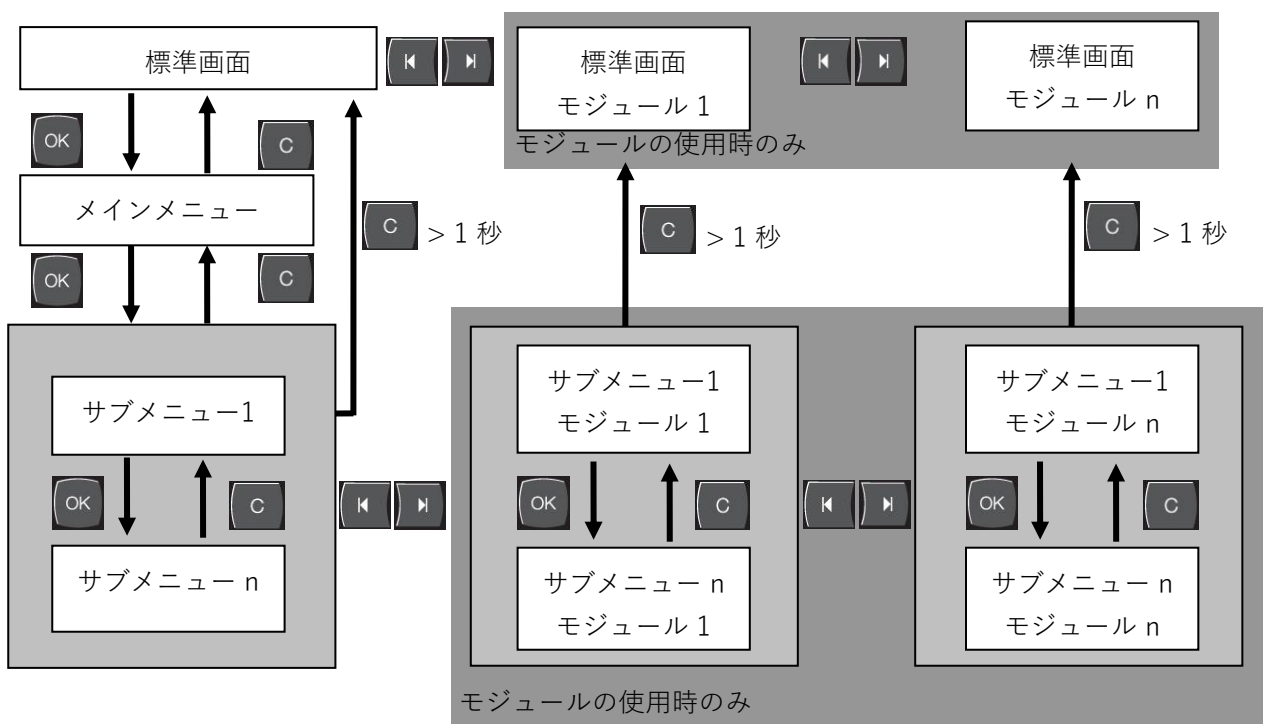 標準画面
標準画面
モジュール 1
標準画面
モジュール n
モジュールの使用時のみ
OK
C
メインメニュー
C
> 1 秒
C
> 1 秒
C
> 1 秒
OK
C
サブメニュー1
サブメニュー1
モジュール 1
サブメニュー1
モジュール n
OK
C
OK
C
OK
C
サブメニュー n
サブメニュー n
モジュール 1
サブメニュー n
モジュール n
モジュールの使用時のみ